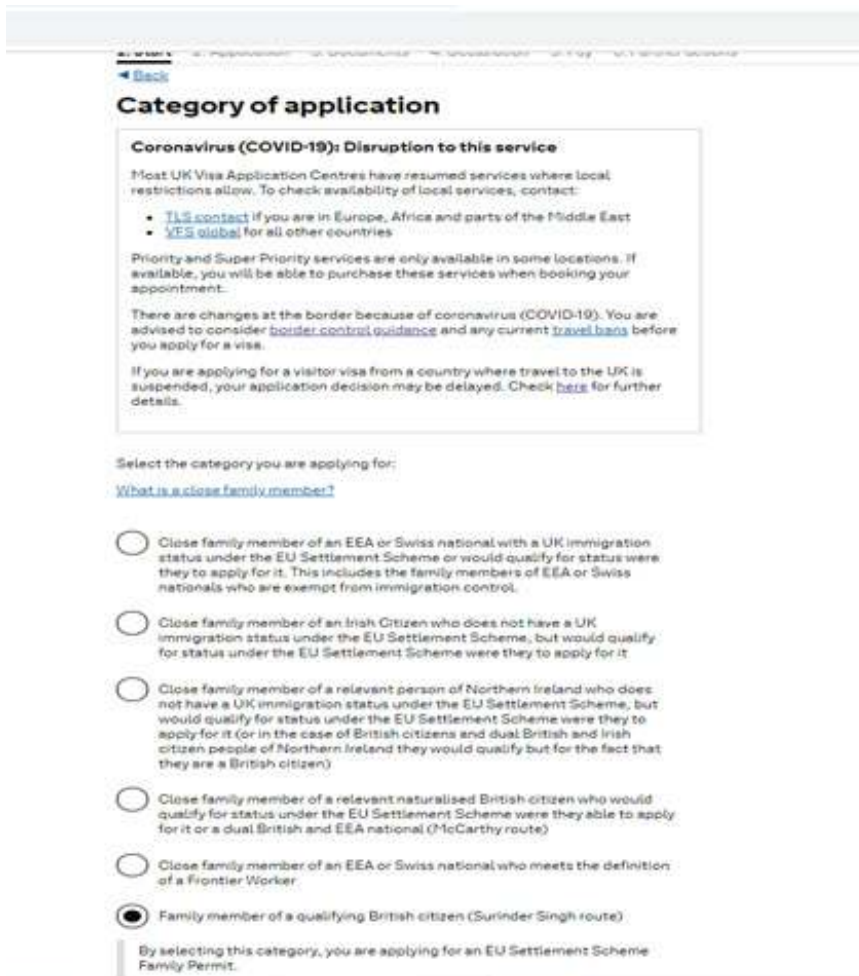 1. Start 2. Application 3. Documents 4. Declaration 5. Pay 6. Further actions
◄ Back
Category of application
Coronavirus (COVID-19): Disruption to this service
Most UK Visa Application Centres have resumed services where local
restrictions allow. To check availability of local services, contact:
• TLS contact if you are in Europe, Africa and parts of the Middle East
• VFS global for all other countries
Priority and Super Priority services are only available in some locations. If
available, you will be able to purchase these services when booking your
appointment.
There are changes at the border because of coronavirus (COVID-19). You are
advised to consider border control guidance and any current travel bans before
you apply for a visa.
If you are applying for a visitor visa from a country where travel to the UK is
suspended, your application decision may be delayed. Check here for further
details.
Select the category you are applying for:
What is a close family member?
Close family member of an EEA or Swiss national with a UK immigration
status under the EU Settlement Scheme or would qualify for status were
they to apply for it. This includes the family members of EEA or Swiss
nationals who are exempt from immigration control.
Close family member of an Irish Citizen who does not have a UK
immigration status under the EU Settlement Scheme, but would qualify
for status under the EU Settlement Scheme were they to apply for it
Close family member of a relevant person of Northern Ireland who does
not have a UK immigration status under the EU Settlement Scheme, but
would qualify for status under the EU Settlement Scheme were they to
apply for it (or in the case of British citizens and dual British and Irish
citizen people of Northern Ireland they would qualify but for the fact that
they are a British citizen)
Close family member of a relevant naturalised British citizen who would
qualify for status under the EU Settlement Scheme were they able to apply
for it or a dual British and EEA national (McCarthy route)
Close family member of an EEA or Swiss national who meets the definition
of a Frontier Worker
Family member of a qualifying British citizen (Surinder Singh route)
By selecting this category, you are applying for an EU Settlement Scheme
Family Permit.